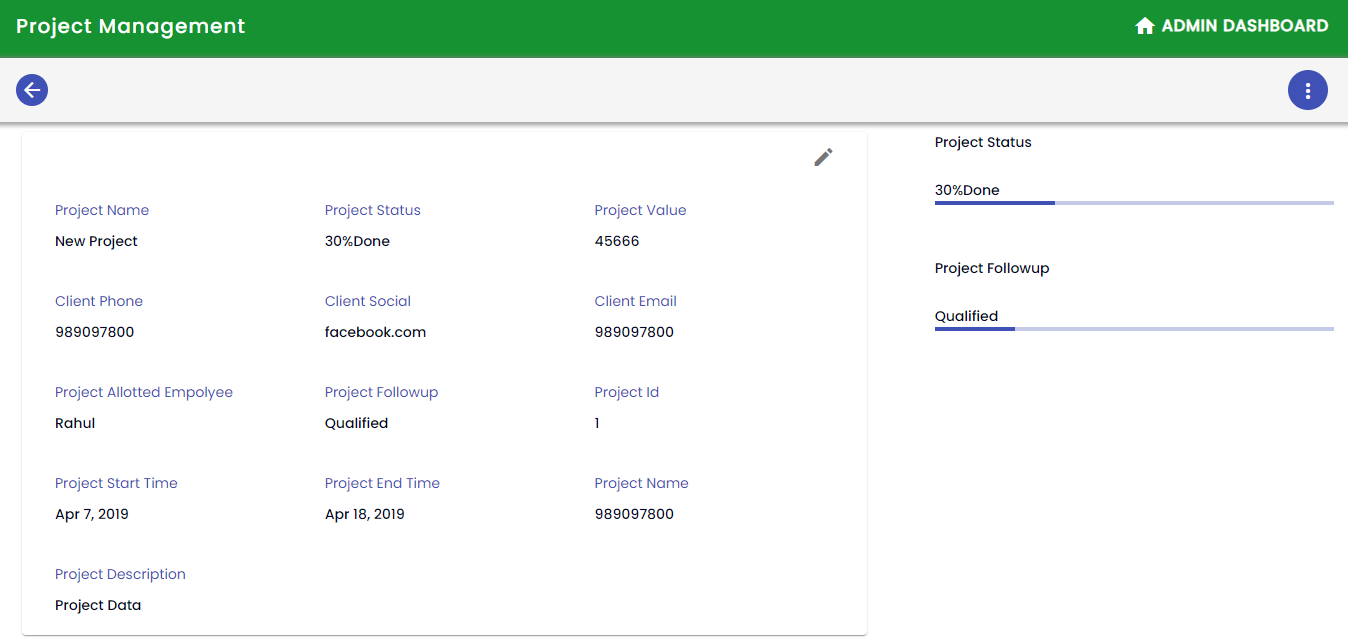 Project Management
ADMIN DASHBOARD
Project Name
New Project
Project Status
30%Done
Project Value
45666
Client Phone
989097800
Client Social
facebook.com
Client Email
989097800
Project Allotted Empolyee
Rahul
Project Followup
Qualified
Project Id
1
Project Start Time
Apr 7, 2019
Project End Time
Apr 18, 2019
Project Name
989097800
Project Description
Project Data
Project Status
30%Done
Project Followup
Qualified